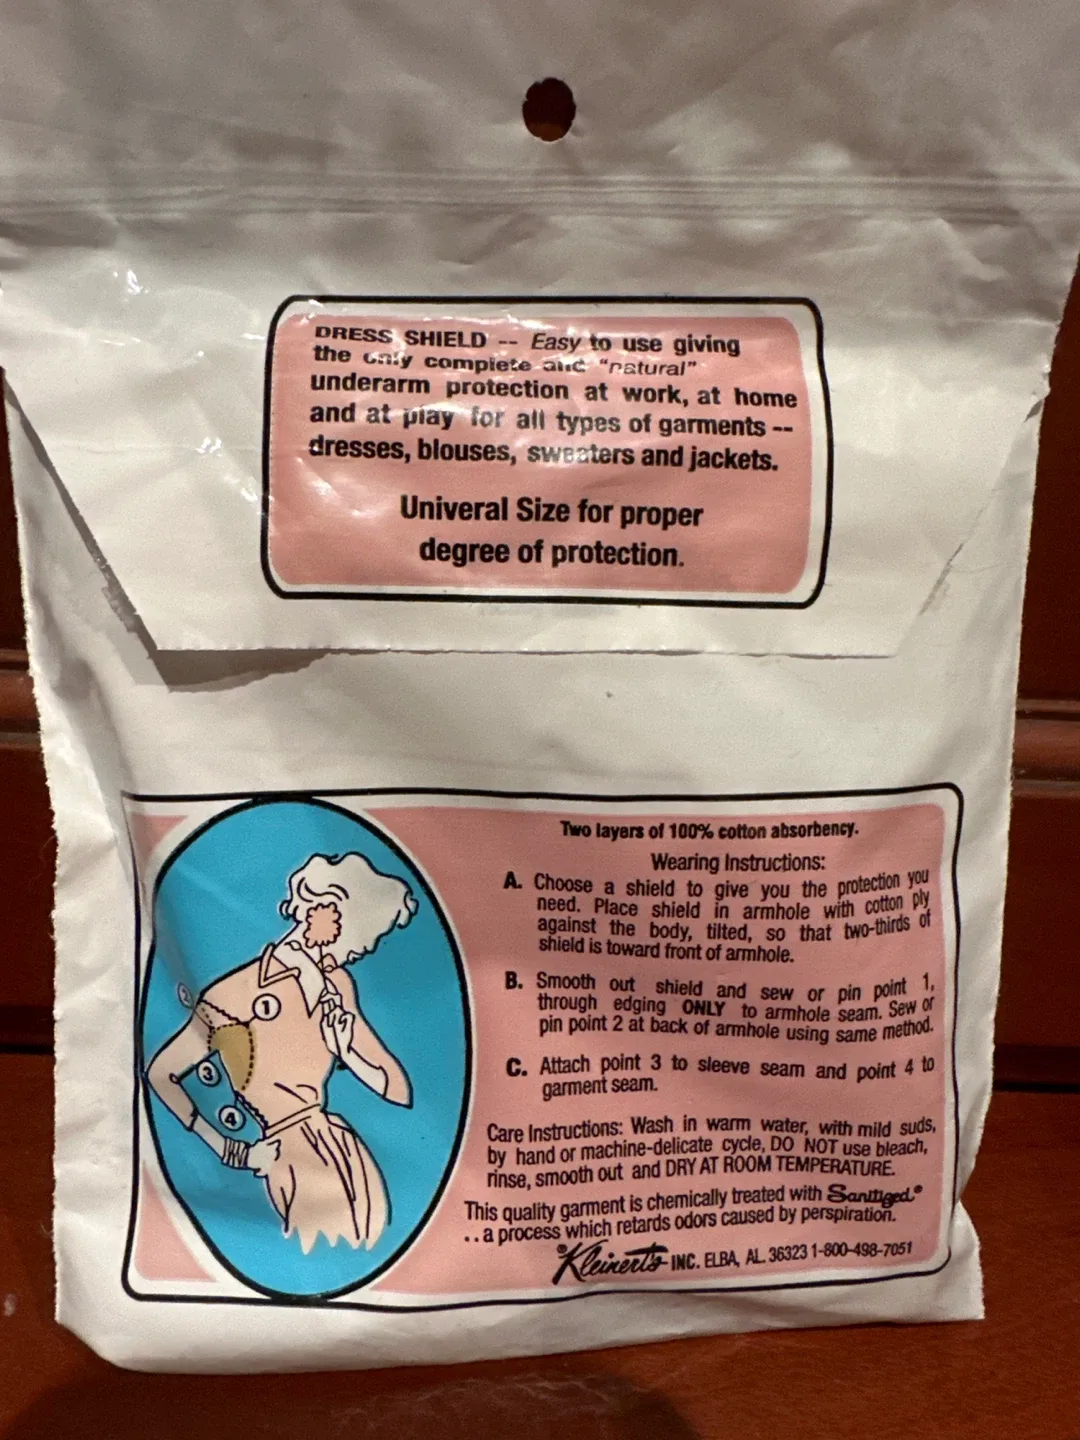 DRESS SHIELD -- Easy to use giving
the only complete and "natural"
underarm protection at work, at home
and at play for all types of garments --
dresses, blouses, sweaters and jackets.
Univeral Size for proper
degree of protection.
Two layers of 100% cotton absorbency.
Wearing Instructions:
A. Choose a shield to give you the protection you
need. Place shield in armhole with cotton ply
against the body, tilted, so that two-thirds of
shield is toward front of armhole.
B. Smooth out shield and sew or pin point 1,
through edging ONLY to armhole seam. Sew or
pin point 2 at back of armhole using same method.
C. Attach point 3 to sleeve seam and point 4 to
garment seam.
Care Instructions: Wash in warm water, with mild suds,
by hand or machine-delicate cycle, DO NOT use bleach,
rinse, smooth out and DRY AT ROOM TEMPERATURE.
This quality garment is chemically treated with Sanitized®
. . a process which retards odors caused by perspiration.
®Kleinert's INC. ELBA, AL. 36323 1-800-498-7051
2
1
3
4